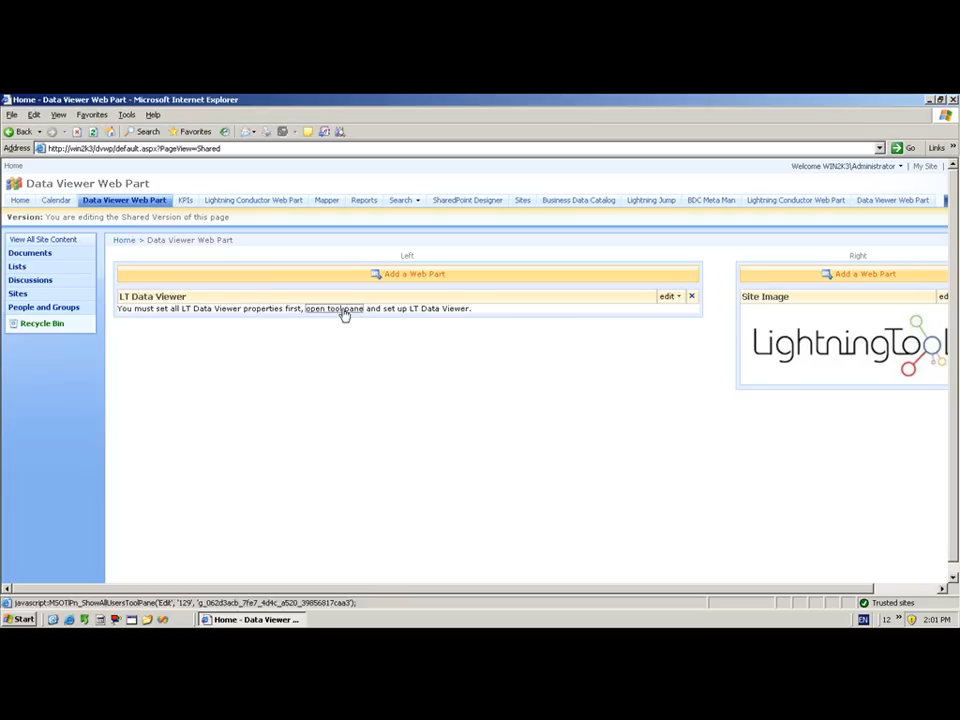 Home - Data Viewer Web Part - Microsoft Internet Explorer
File Edit View Favorites Tools Help
Back Search Favorites
Address http://win2k3/dvwp/default.aspx?PageView=Shared Go Links »
Home Welcome WIN2K3\Administrator | My Site
Data Viewer Web Part
Home Calendar Data Viewer Web Part KPIs Lightning Conductor Web Part Mapper Reports Search SharePoint Designer Sites Business Data Catalog Lightning Jump BDC Meta Man Lightning Conductor Web Part Data Viewer Web Part
Version: You are editing the Shared Version of this page
View All Site Content
Documents
Lists
Discussions
Sites
People and Groups
Recycle Bin
Home > Data Viewer Web Part
Left
Add a Web Part
LT Data Viewer edit
You must set all LT Data Viewer properties first, open tool pane and set up LT Data Viewer.
Right
Add a Web Part
Site Image ed
LightningTool
javascript:MSOTlPn_ShowAllUsersToolPane('Edit', '129', 'g_062d3acb_7fe7_4d4c_a520_39856817caa3'); Trusted sites
Start Home - Data Viewer ... EN 12 » 2:01 PM